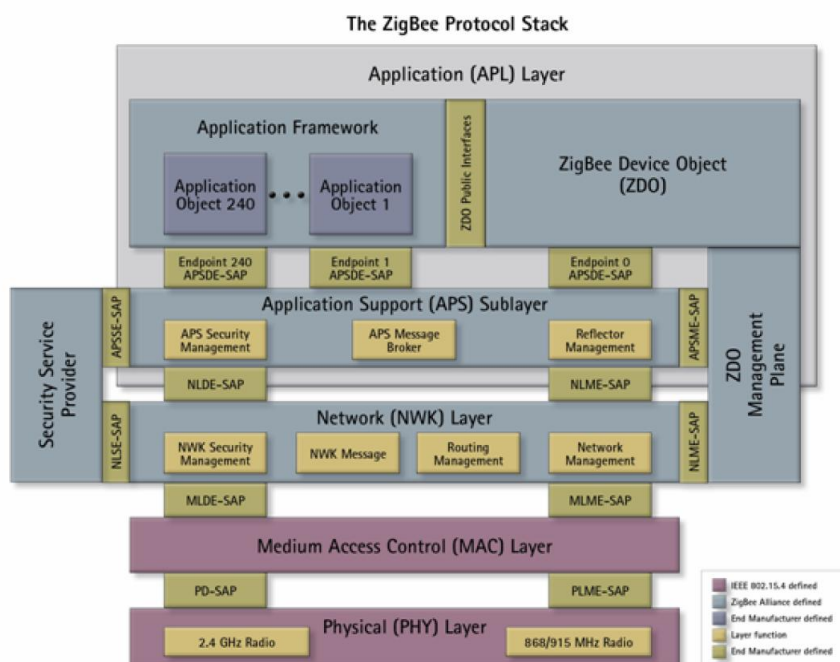 The ZigBee Protocol Stack
Application (APL) Layer
Application Framework
Application
Object 240
Application
Object 1
ZDO Public Interfaces
ZigBee Device Object
(ZDO)
Endpoint 240
APSDE-SAP
Endpoint 1
APSDE-SAP
Endpoint 0
APSDE-SAP
Security Service
Provider
APSSE-SAP
Application Support (APS) Sublayer
APS Security
Management
APS Message
Broker
Reflector
Management
APSME-SAP
ZDO
Management
Plane
NLDE-SAP
NLME-SAP
NLSE-SAP
Network (NWK) Layer
NWK Security
Management
NWK Message
Routing
Management
Network
Management
NLME-SAP
MLDE-SAP
MLME-SAP
Medium Access Control (MAC) Layer
PD-SAP
PLME-SAP
Physical (PHY) Layer
2.4 GHz Radio
868/915 MHz Radio
IEEE 802.15.4 defined
ZigBee Alliance defined
End Manufacturer defined
Layer function
End Manufacturer defined